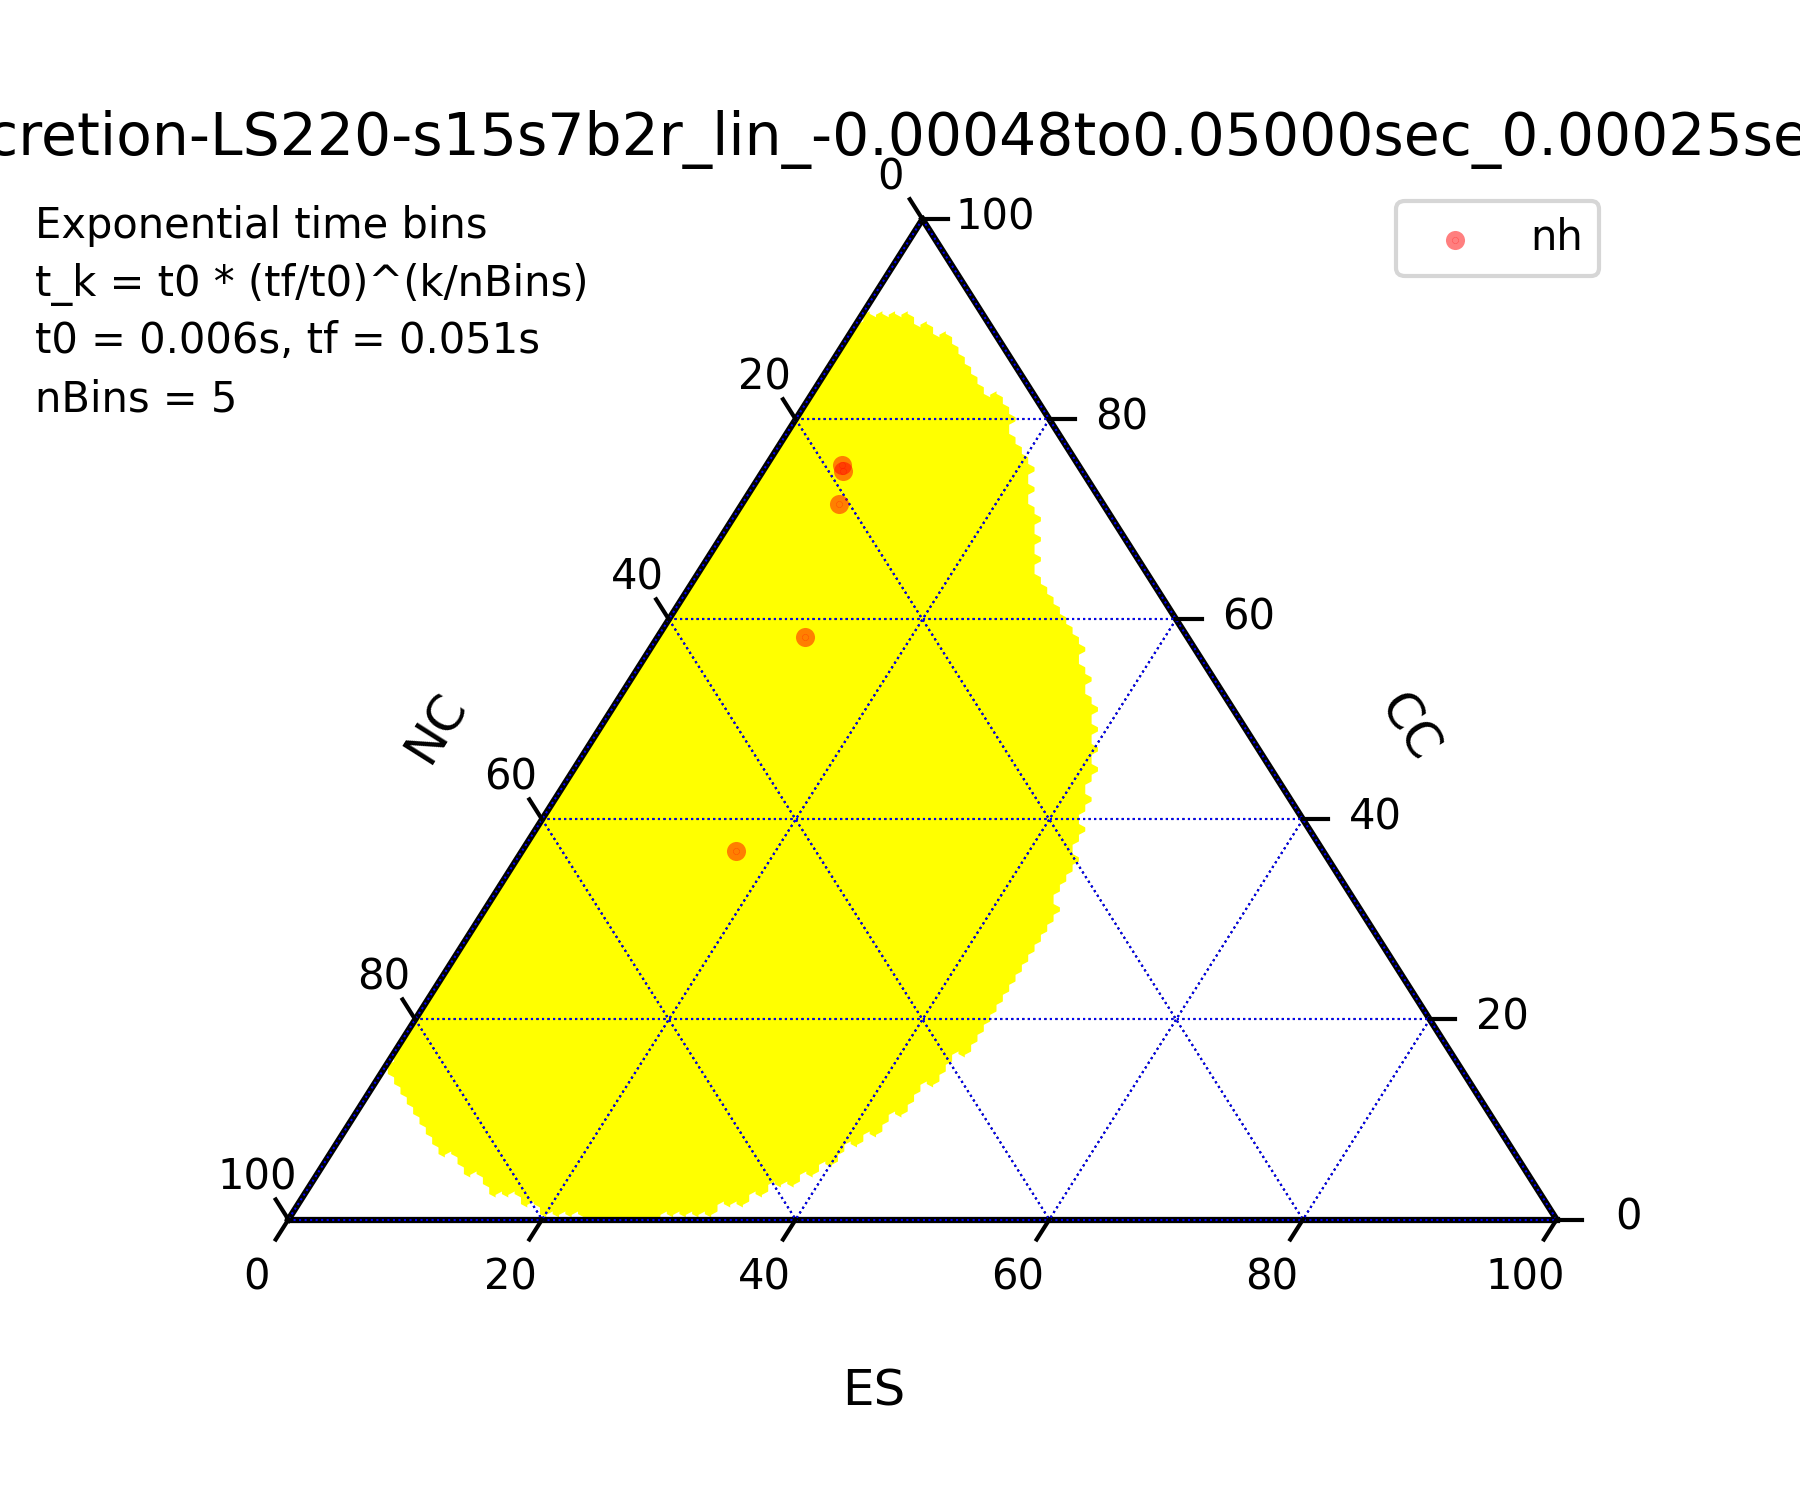 cretion-LS220-s15s7b2r_lin_-0.00048to0.05000sec_0.00025se
Exponential time bins
t_k = t0 * (tf/t0)^(k/nBins)
t0 = 0.006s, tf = 0.051s
nBins = 5
nh
0
100
20
80
40
60
NC
CC
60
40
80
20
100
0
0
20
40
60
80
100
ES